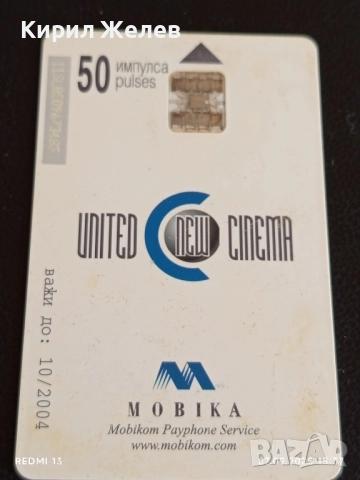 Кирил Желев
50 импулса
pulses
UNITED NEW CINEMA
важи до: 10/2004
MOBIKA
Mobikom Payphone Service
www.mobikom.com
REDMI 13
БАЗАР